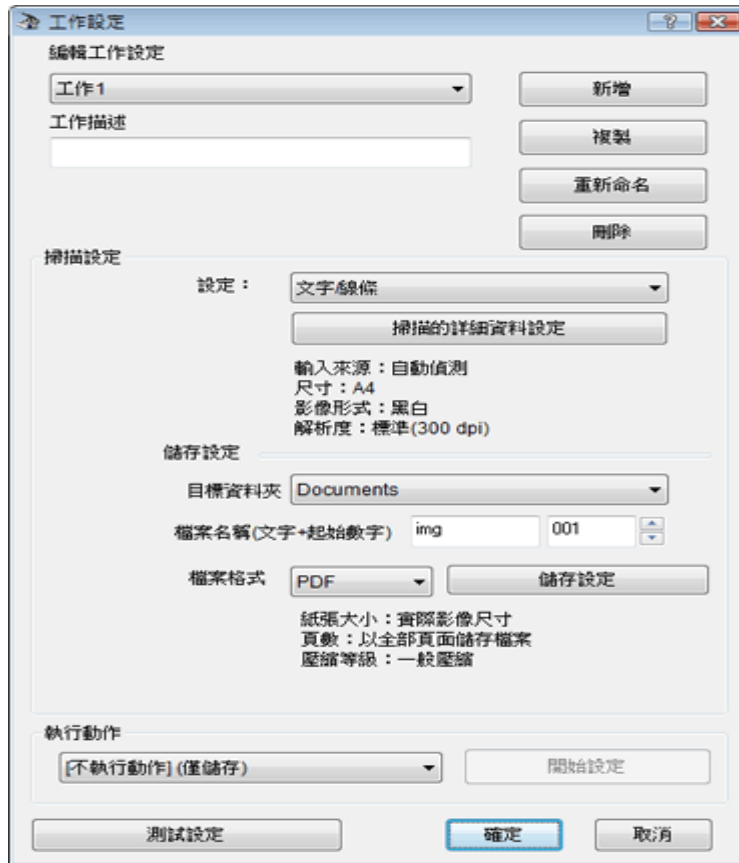 工作設定
編輯工作設定
工作1
新增
工作描述
複製
重新命名
刪除
掃描設定
設定：
文字/線條
掃描的詳細資料設定
輸入來源：自動偵測
尺寸：A4
影像形式：黑白
解析度：標準(300 dpi)
儲存設定
目標資料夾 Documents
檔案名稱(文字+起始數字) img 001
檔案格式 PDF 儲存設定
紙張大小：實際影像尺寸
頁數：以全部頁面儲存檔案
壓縮等級：一般壓縮
執行動作
[不執行動作] (僅儲存) 開始設定
測試設定 確定 取消